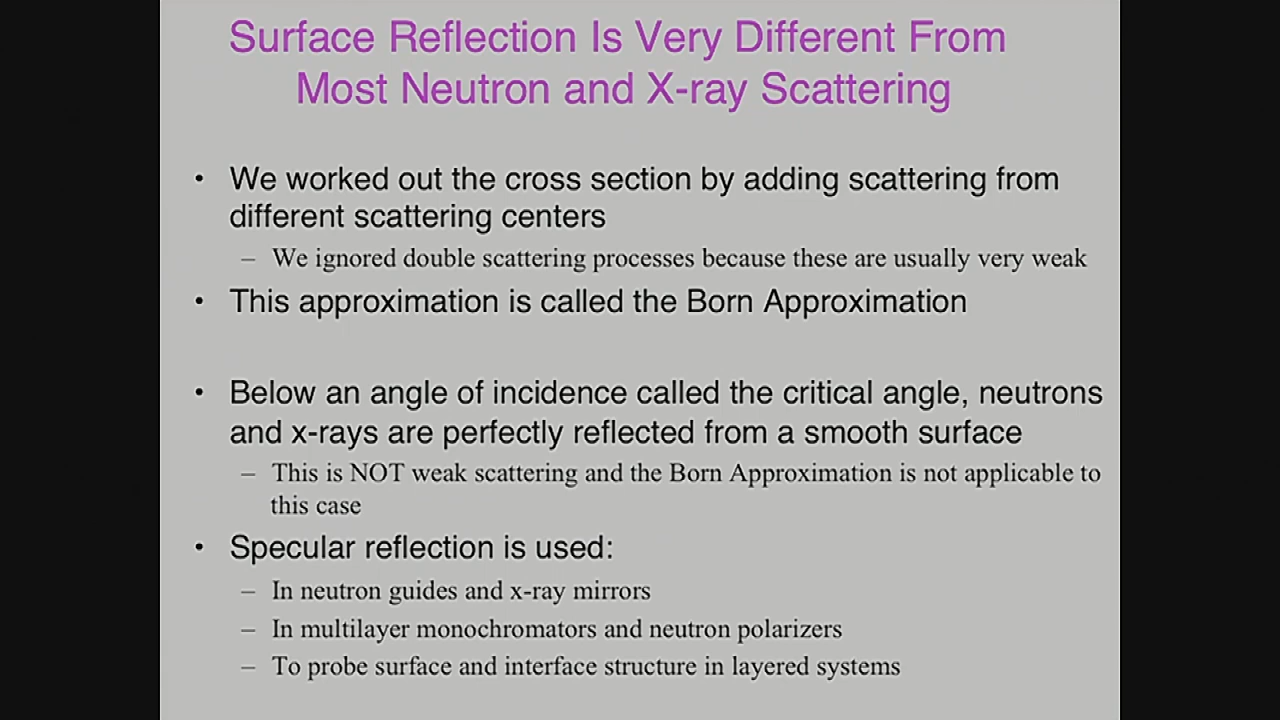 Surface Reflection Is Very Different From
Most Neutron and X-ray Scattering
• We worked out the cross section by adding scattering from
different scattering centers
– We ignored double scattering processes because these are usually very weak
• This approximation is called the Born Approximation
• Below an angle of incidence called the critical angle, neutrons
and x-rays are perfectly reflected from a smooth surface
– This is NOT weak scattering and the Born Approximation is not applicable to
this case
• Specular reflection is used:
– In neutron guides and x-ray mirrors
– In multilayer monochromators and neutron polarizers
– To probe surface and interface structure in layered systems